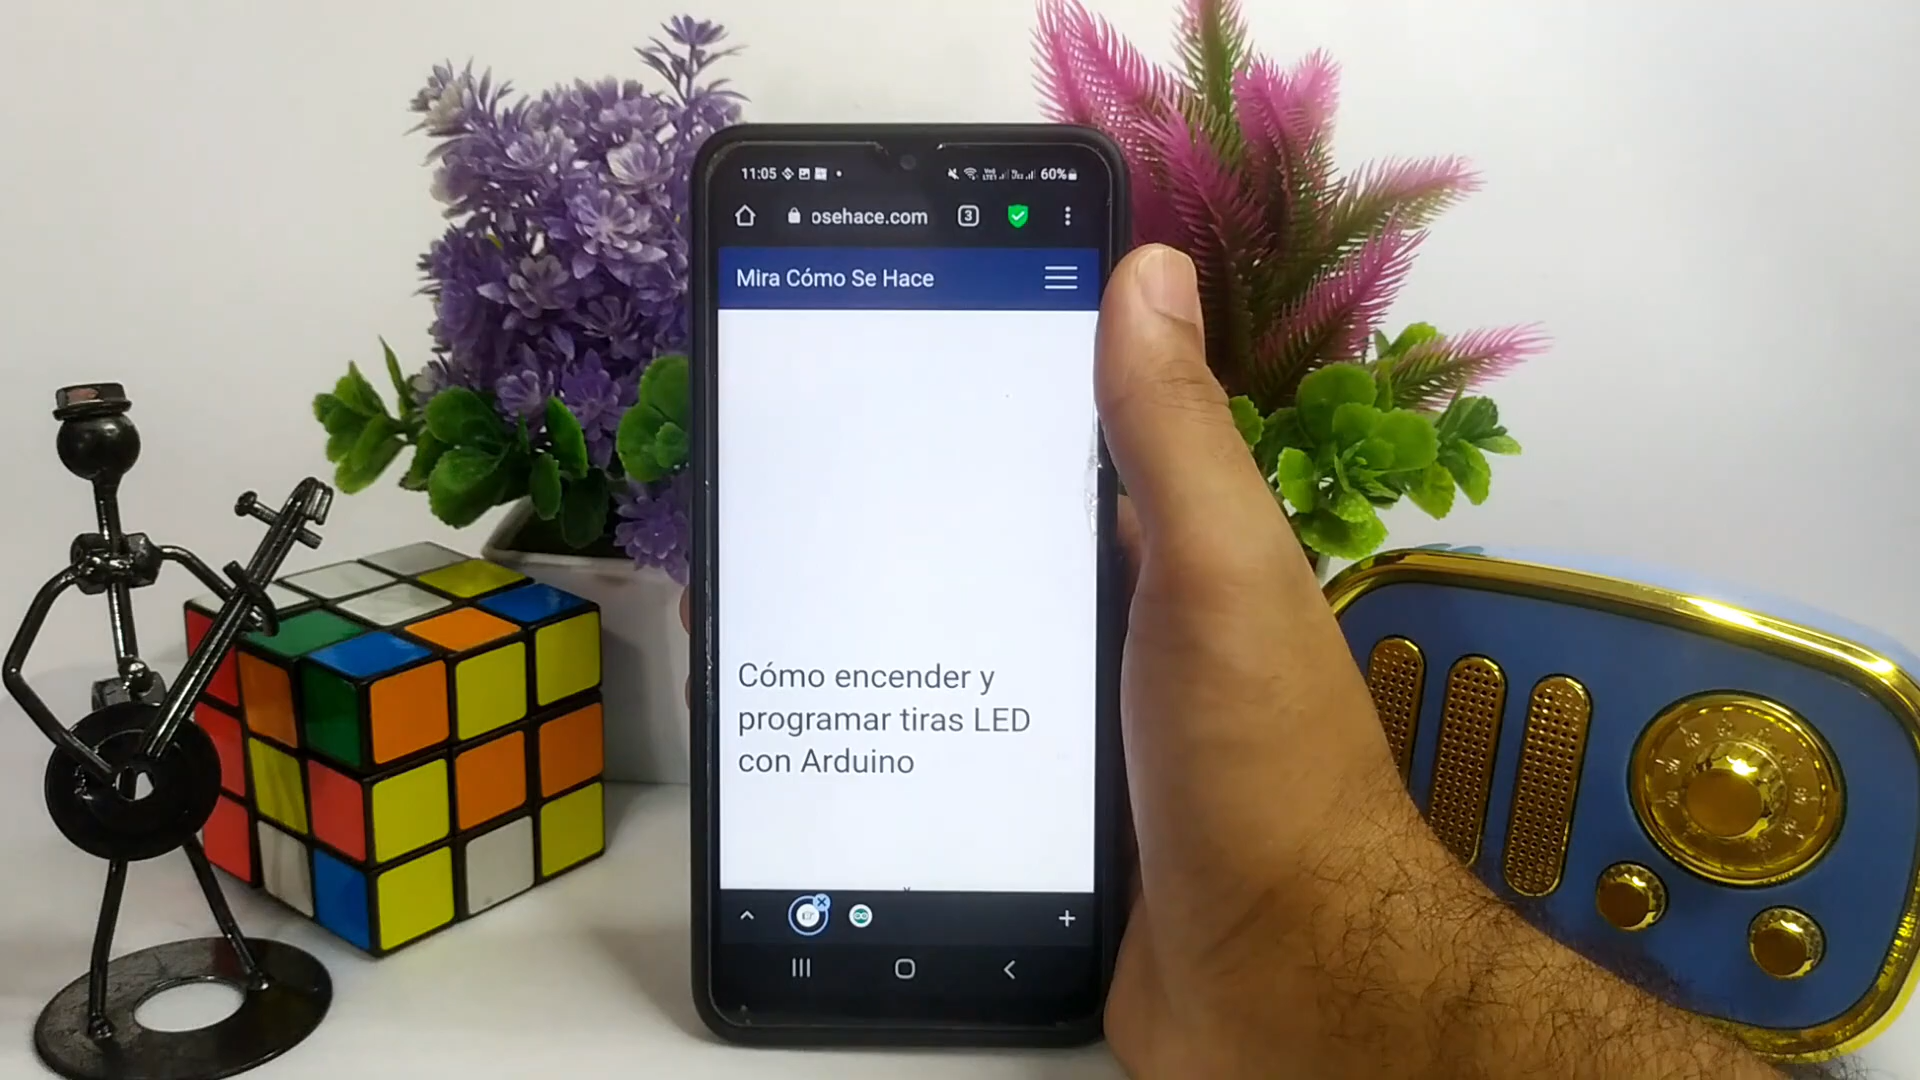 11:05
60%
osehace.com
3
Mira Cómo Se Hace
Cómo encender y
programar tiras LED
con Arduino